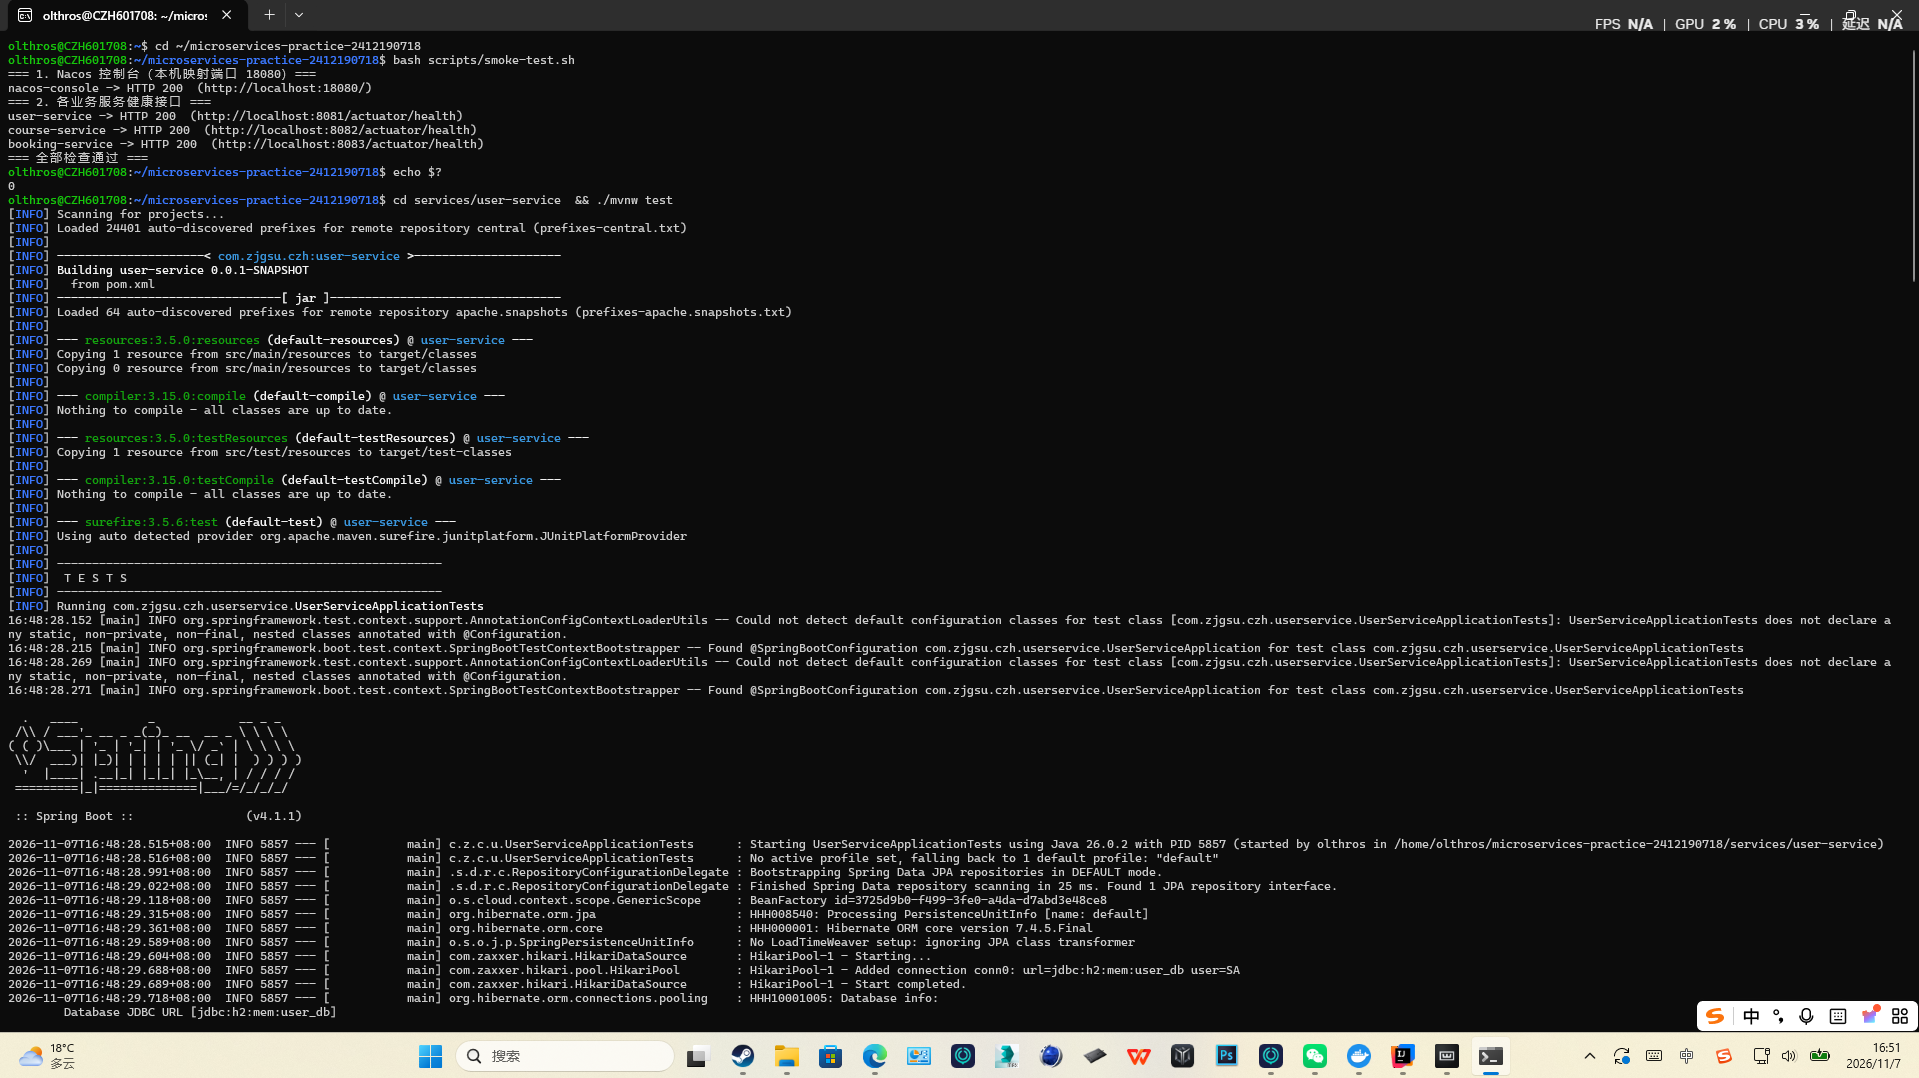 olthros@CZH601708: ~/micros
FPS N/A | GPU 2 % | CPU 3 % | 延迟 N/A
olthros@CZH601708:~$ cd ~/microservices-practice-2412190718
olthros@CZH601708:~/microservices-practice-2412190718$ bash scripts/smoke-test.sh
=== 1. Nacos 控制台（本机映射端口 18080）===
nacos-console -> HTTP 200  (http://localhost:18080/)
=== 2. 各业务服务健康接口 ===
user-service -> HTTP 200  (http://localhost:8081/actuator/health)
course-service -> HTTP 200  (http://localhost:8082/actuator/health)
booking-service -> HTTP 200  (http://localhost:8083/actuator/health)
=== 全部检查通过 ===
olthros@CZH601708:~/microservices-practice-2412190718$ echo $?
0
olthros@CZH601708:~/microservices-practice-2412190718$ cd services/user-service  && ./mvnw test
[INFO] Scanning for projects...
[INFO] Loaded 24401 auto-discovered prefixes for remote repository central (prefixes-central.txt)
[INFO]
[INFO] ---------------------< com.zjgsu.czh:user-service >---------------------
[INFO] Building user-service 0.0.1-SNAPSHOT
[INFO]   from pom.xml
[INFO] --------------------------------[ jar ]---------------------------------
[INFO] Loaded 64 auto-discovered prefixes for remote repository apache.snapshots (prefixes-apache.snapshots.txt)
[INFO]
[INFO] --- resources:3.5.0:resources (default-resources) @ user-service ---
[INFO] Copying 1 resource from src/main/resources to target/classes
[INFO] Copying 0 resource from src/main/resources to target/classes
[INFO]
[INFO] --- compiler:3.15.0:compile (default-compile) @ user-service ---
[INFO] Nothing to compile - all classes are up to date.
[INFO]
[INFO] --- resources:3.5.0:testResources (default-testResources) @ user-service ---
[INFO] Copying 1 resource from src/test/resources to target/test-classes
[INFO]
[INFO] --- compiler:3.15.0:testCompile (default-testCompile) @ user-service ---
[INFO] Nothing to compile - all classes are up to date.
[INFO]
[INFO] --- surefire:3.5.6:test (default-test) @ user-service ---
[INFO] Using auto detected provider org.apache.maven.surefire.junitplatform.JUnitPlatformProvider
[INFO]
[INFO] -------------------------------------------------------
[INFO]  T E S T S
[INFO] -------------------------------------------------------
[INFO] Running com.zjgsu.czh.userservice.UserServiceApplicationTests
16:48:28.152 [main] INFO org.springframework.test.context.support.AnnotationConfigContextLoaderUtils -- Could not detect default configuration classes for test class [com.zjgsu.czh.userservice.UserServiceApplicationTests]: UserServiceApplicationTests does not declare a
ny static, non-private, non-final, nested classes annotated with @Configuration.
16:48:28.215 [main] INFO org.springframework.boot.test.context.SpringBootTestContextBootstrapper -- Found @SpringBootConfiguration com.zjgsu.czh.userservice.UserServiceApplication for test class com.zjgsu.czh.userservice.UserServiceApplicationTests
16:48:28.269 [main] INFO org.springframework.test.context.support.AnnotationConfigContextLoaderUtils -- Could not detect default configuration classes for test class [com.zjgsu.czh.userservice.UserServiceApplicationTests]: UserServiceApplicationTests does not declare a
ny static, non-private, non-final, nested classes annotated with @Configuration.
16:48:28.271 [main] INFO org.springframework.boot.test.context.SpringBootTestContextBootstrapper -- Found @SpringBootConfiguration com.zjgsu.czh.userservice.UserServiceApplication for test class com.zjgsu.czh.userservice.UserServiceApplicationTests
  .   ____          _            __ _ _
 /\\ / ___'_ __ _ _(_)_ __  __ _ \ \ \ \
( ( )\___ | '_ | '_| | '_ \/ _` | \ \ \ \
 \\/  ___)| |_)| | | | | || (_| |  ) ) ) )
  '  |____| .__|_| |_|_| |_\__, | / / / /
 =========|_|==============|___/=/_/_/_/
 :: Spring Boot ::                (v4.1.1)
2026-11-07T16:48:28.515+08:00  INFO 5857 --- [           main] c.z.c.u.UserServiceApplicationTests      : Starting UserServiceApplicationTests using Java 26.0.2 with PID 5857 (started by olthros in /home/olthros/microservices-practice-2412190718/services/user-service)
2026-11-07T16:48:28.516+08:00  INFO 5857 --- [           main] c.z.c.u.UserServiceApplicationTests      : No active profile set, falling back to 1 default profile: "default"
2026-11-07T16:48:28.991+08:00  INFO 5857 --- [           main] .s.d.r.c.RepositoryConfigurationDelegate : Bootstrapping Spring Data JPA repositories in DEFAULT mode.
2026-11-07T16:48:29.022+08:00  INFO 5857 --- [           main] .s.d.r.c.RepositoryConfigurationDelegate : Finished Spring Data repository scanning in 25 ms. Found 1 JPA repository interface.
2026-11-07T16:48:29.118+08:00  INFO 5857 --- [           main] o.s.cloud.context.scope.GenericScope     : BeanFactory id=3725d9b0-f499-3fe0-a4da-d7abd3e48ce8
2026-11-07T16:48:29.315+08:00  INFO 5857 --- [           main] org.hibernate.orm.jpa                    : HHH008540: Processing PersistenceUnitInfo [name: default]
2026-11-07T16:48:29.361+08:00  INFO 5857 --- [           main] org.hibernate.orm.core                   : HHH000001: Hibernate ORM core version 7.4.5.Final
2026-11-07T16:48:29.589+08:00  INFO 5857 --- [           main] o.s.o.j.p.SpringPersistenceUnitInfo      : No LoadTimeWeaver setup: ignoring JPA class transformer
2026-11-07T16:48:29.604+08:00  INFO 5857 --- [           main] com.zaxxer.hikari.HikariDataSource       : HikariPool-1 - Starting...
2026-11-07T16:48:29.688+08:00  INFO 5857 --- [           main] com.zaxxer.hikari.pool.HikariPool        : HikariPool-1 - Added connection conn0: url=jdbc:h2:mem:user_db user=SA
2026-11-07T16:48:29.689+08:00  INFO 5857 --- [           main] com.zaxxer.hikari.HikariDataSource       : HikariPool-1 - Start completed.
2026-11-07T16:48:29.718+08:00  INFO 5857 --- [           main] org.hibernate.orm.connections.pooling    : HHH10001005: Database info:
        Database JDBC URL [jdbc:h2:mem:user_db]
中
18°C
多云
搜索
中
16:51
2026/11/7